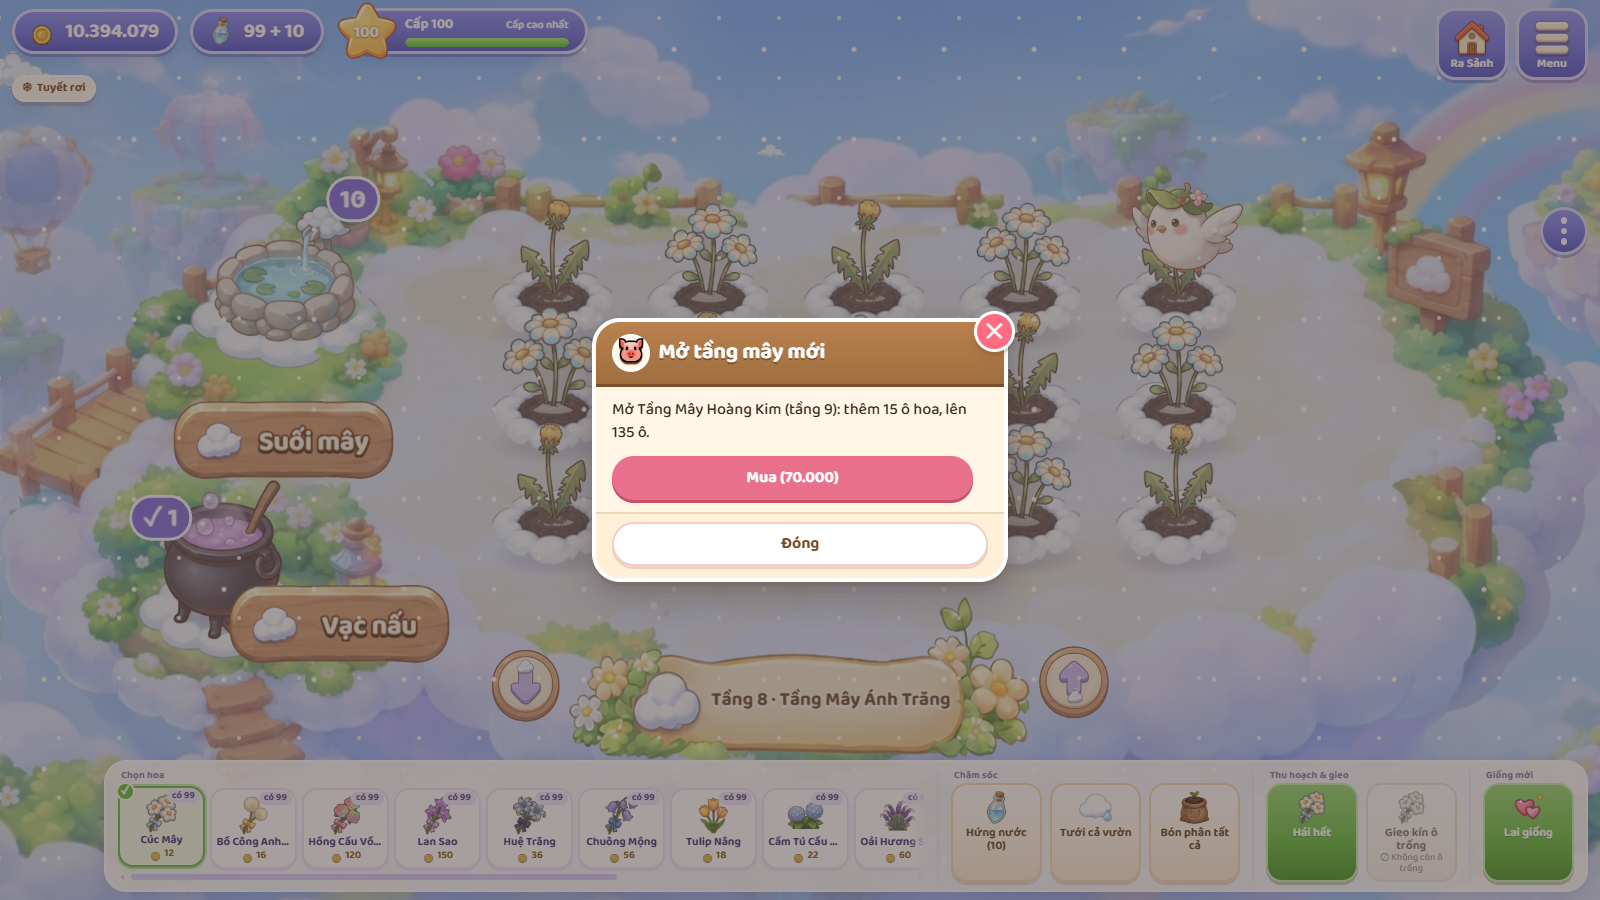 10.394.079
99 + 10
100
Cấp 100
Cấp cao nhất
Ra Sảnh
Menu
❄ Tuyết rơi
10
Suối mây
✓1
Vạc nấu
Mở tầng mây mới
Mở Tầng Mây Hoàng Kim (tầng 9): thêm 15 ô hoa, lên
135 ô.
Mua (70.000)
Đóng
Tầng 8 · Tầng Mây Ánh Trăng
Chọn hoa
có 99
Cúc Mây
12
có 99
Bồ Công Anh...
16
có 99
Hồng Cầu Vồ...
120
có 99
Lan Sao
150
có 99
Huệ Trăng
36
có 99
Chuông Mộng
56
có 99
Tulip Nắng
18
có 99
Cẩm Tú Cầu ...
22
có 9
Oải Hương S
60
Chăm sóc
Hứng nước
(10)
Tưới cả vườn
Bón phân tất
cả
Thu hoạch & gieo
Hái hết
Gieo kín ô
trống
Không còn ô
trống
Giống mới
Lai giống